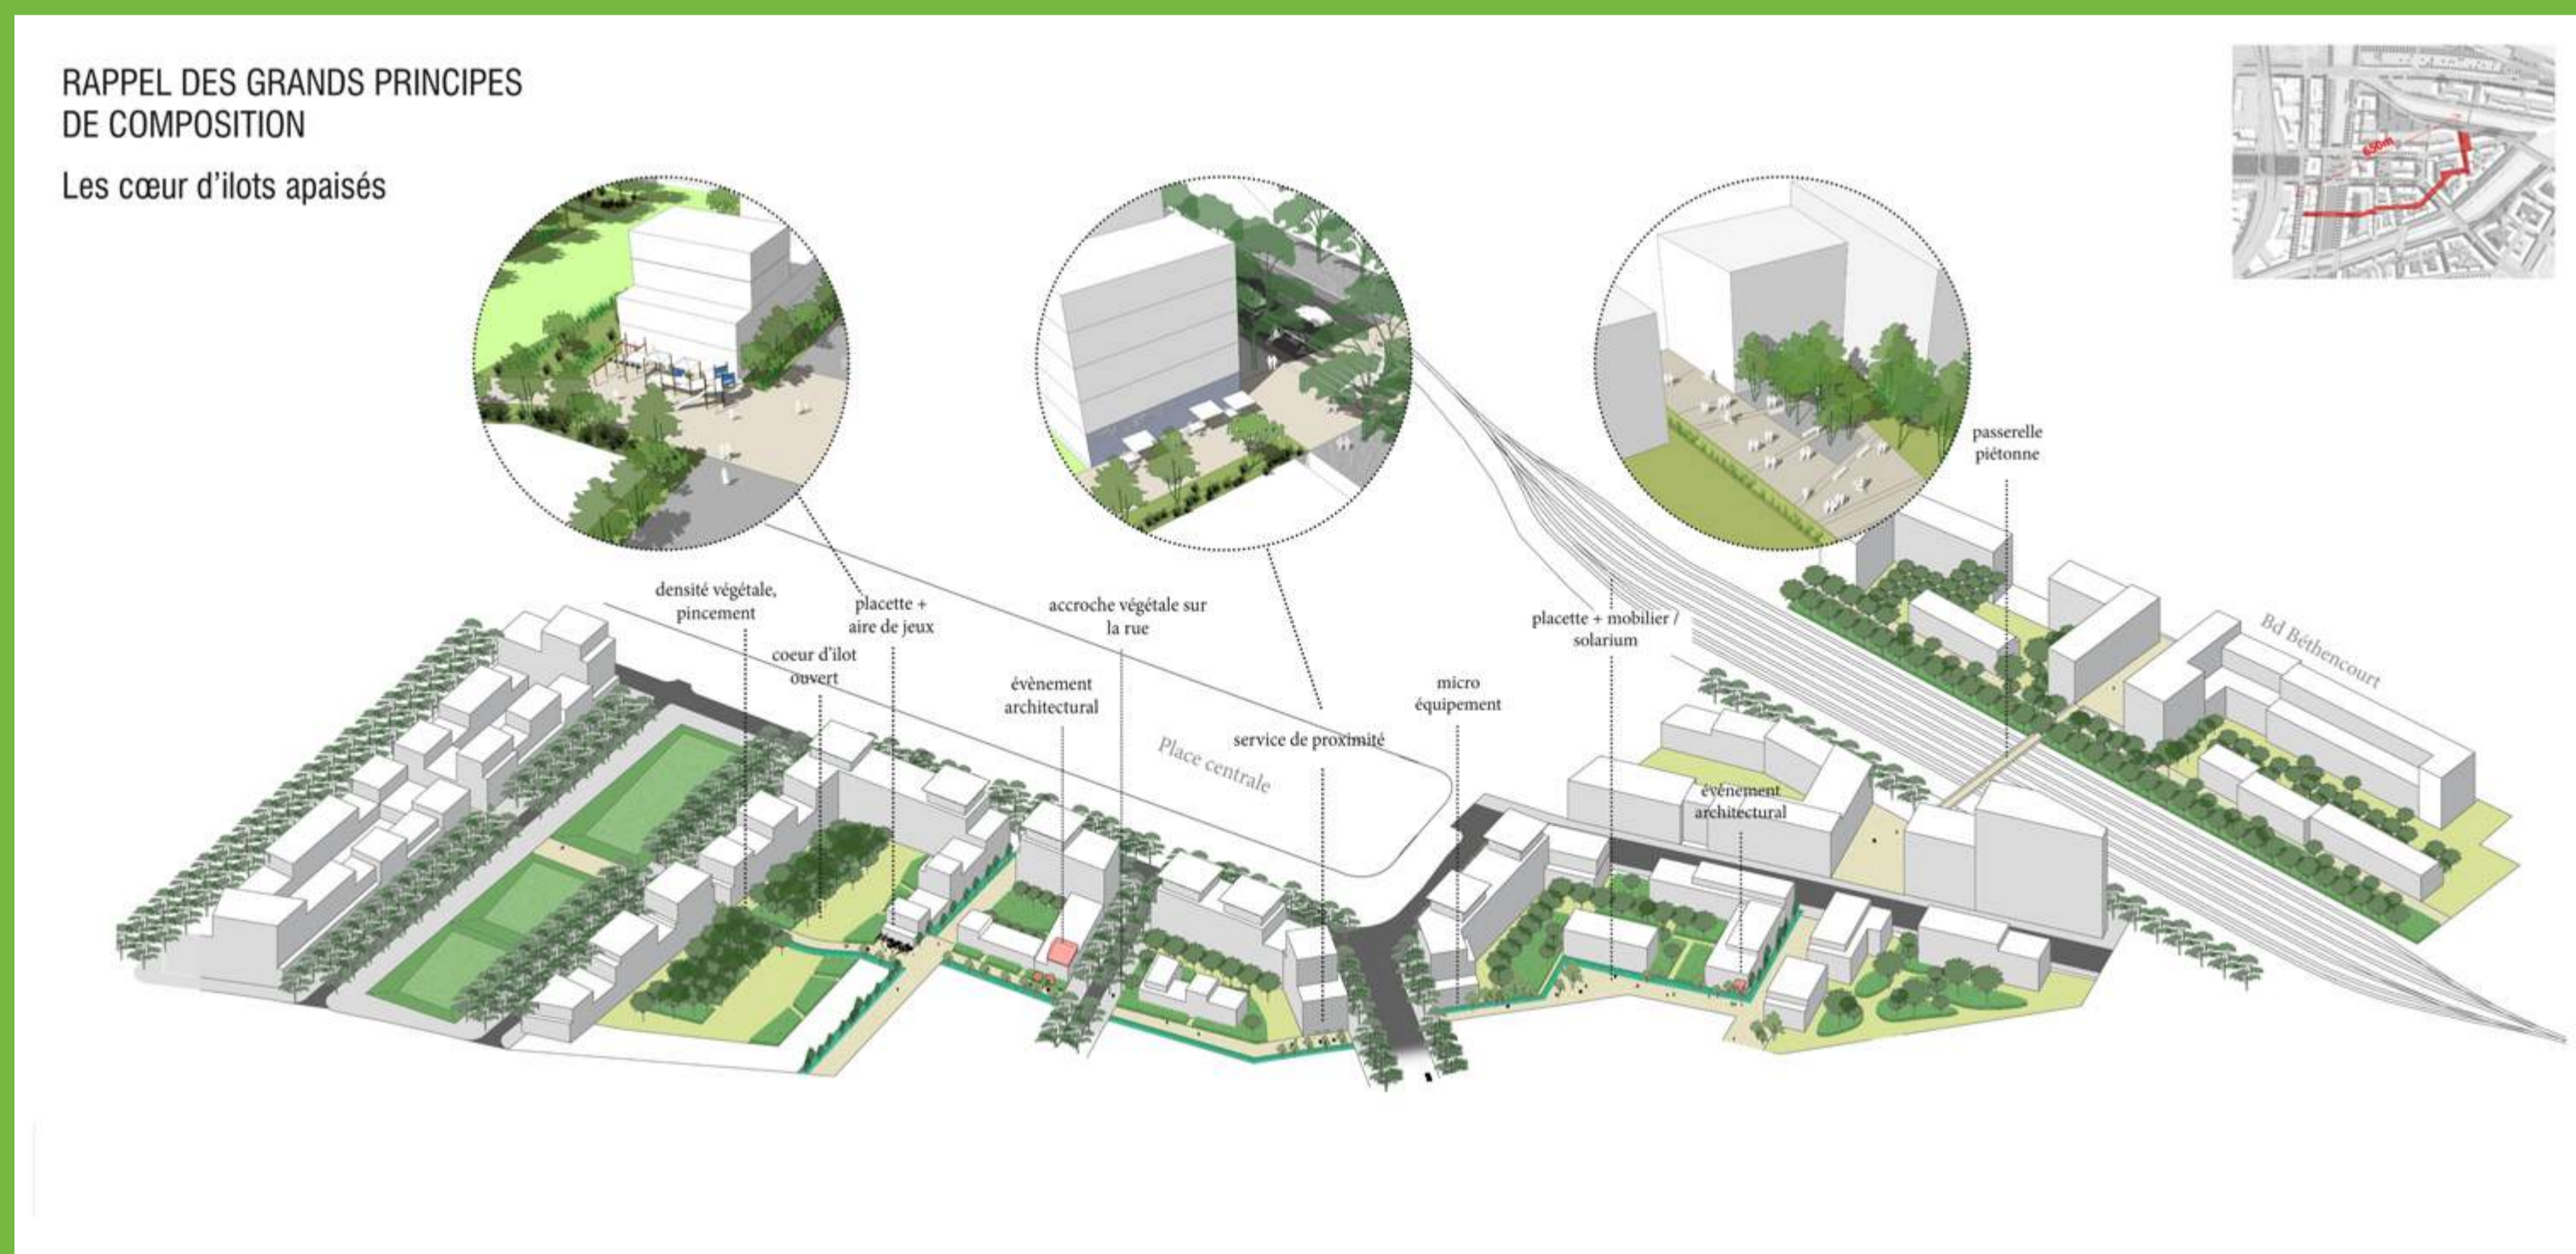 RAPPEL DES GRANDS PRINCIPES
DE COMPOSITION
Les cœur d'ilots apaisés
650m
passerelle
piétonne
densité végétale,
pincement
placette +
aire de jeux
accroche végétale sur
la rue
placette + mobilier /
solarium
Bd Béthencourt
coeur d'ilot
ouvert
évènement
architectural
micro
équipement
service de proximité
Place centrale
évènement
architectural